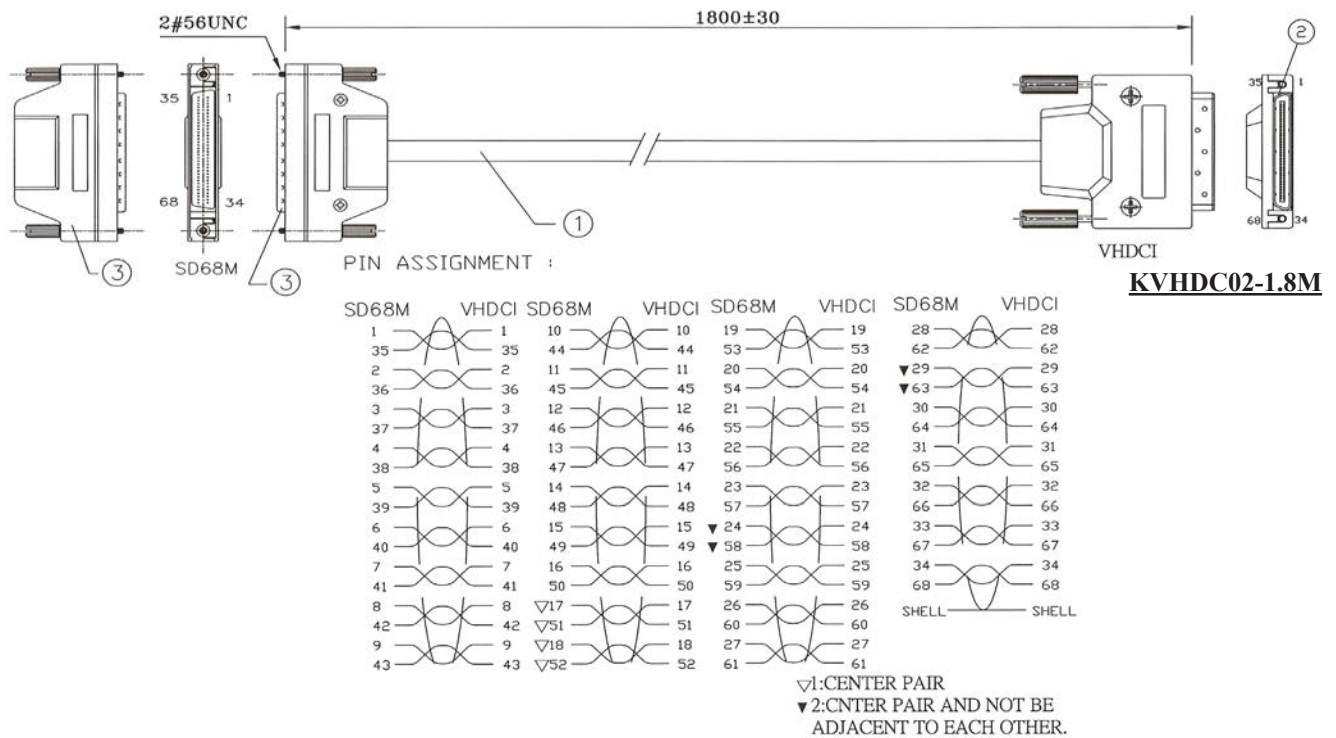 2#56UNC
1800±30
2
35 1
35 1
1
68 34
68 34
3
SD68M
3
VHDCI
PIN ASSIGNMENT :
KVHDC02-1.8M
SD68M VHDCI SD68M VHDCI SD68M VHDCI SD68M VHDCI
1 1 10 10 19 19 28 28
35 35 44 44 53 53 62 62
2 2 11 11 20 20 ▼29 29
36 36 45 45 54 54 ▼63 63
3 3 12 12 21 21 30 30
37 37 46 46 55 55 64 64
4 4 13 13 22 22 31 31
38 38 47 47 56 56 65 65
5 5 14 14 23 23 32 32
39 39 48 48 57 57 66 66
6 6 15 15 ▼ 24 24 33 33
40 40 49 49 ▼ 58 58 67 67
7 7 16 16 25 25 34 34
41 41 50 50 59 59 68 68
8 8 ▽17 17 26 26 SHELL SHELL
42 42 ▽51 51 60 60
9 9 ▽18 18 27 27
43 43 ▽52 52 61 61
▽1:CENTER PAIR
▼2:CNTER PAIR AND NOT BE
ADJACENT TO EACH OTHER.